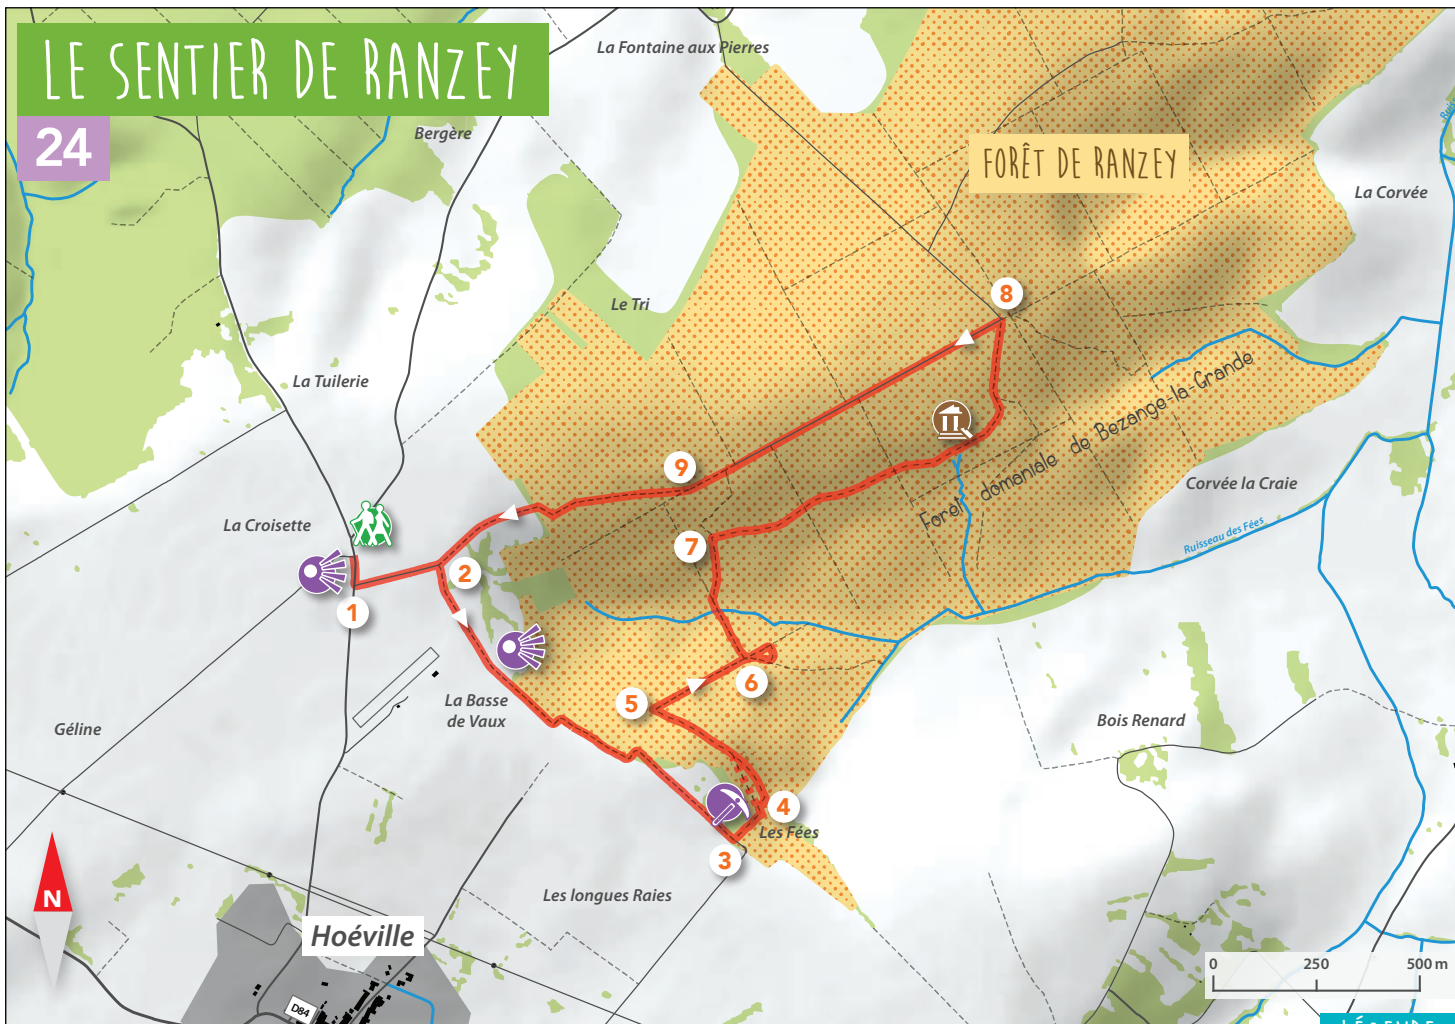 LE SENTIER DE RANZEY
24
La Fontaine aux Pierres
Bergère
FORÊT DE RANZEY
La Corvée
Le Tri
8
La Tuilerie
Forêt domaniale de Bezange-la-Grande
9
Corvée la Craie
La Croisette
Ruisseau des Fées
7
2
1
6
5
La Basse
de Vaux
Bois Renard
Géline
4
Les Fées
3
N
Les longues Raies
Hoéville
0 250 500 m
D84